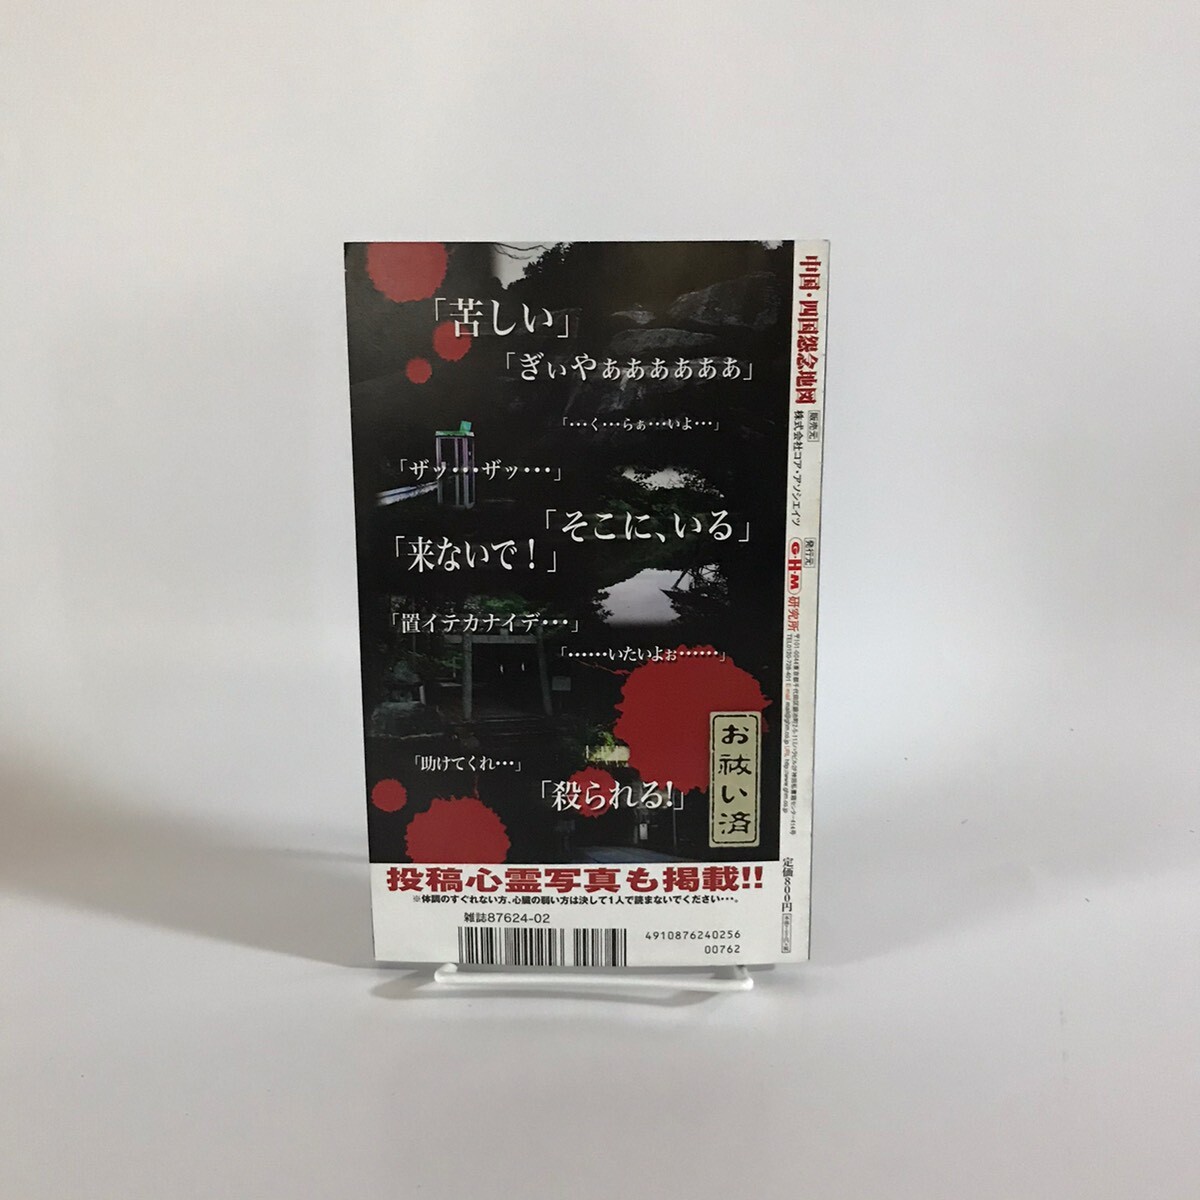 「苦しい」
「ぎぃやぁぁぁぁぁぁ」
「…く…らぁ…いよ…」
「ザッ…ザッ…」
「そこに、いる」
「来ないで！」
「置イテカナイデ…」
「……いたいよぉ……」
「助けてくれ…」
「殺られる!」
お祓い済
投稿心霊写真も掲載!!
※体調のすぐれない方、心臓の弱い方は決して1人で読まないでください…。
雑誌87624-02
4910876240256
00762
中国・四国怨念地図
販売元
株式会社コア・アソシエイツ
発行元
G・H・M研究所
定価800円